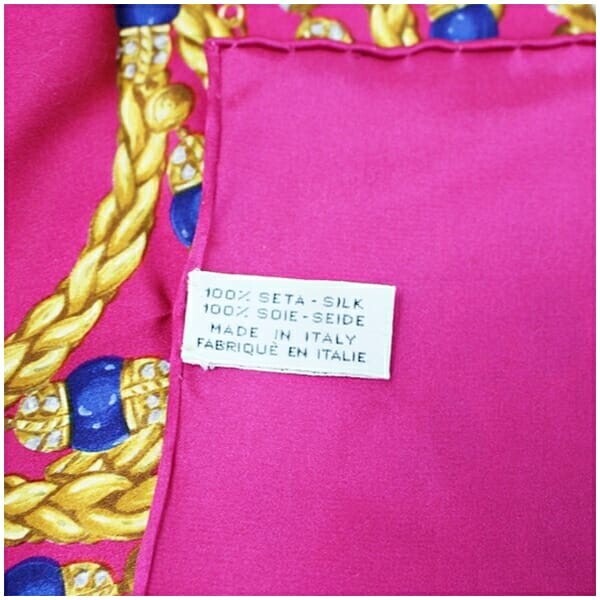 100% SETA - SILK
100% SOIE - SEIDE
MADE IN ITALY
FABRIQUÈ EN ITALIE